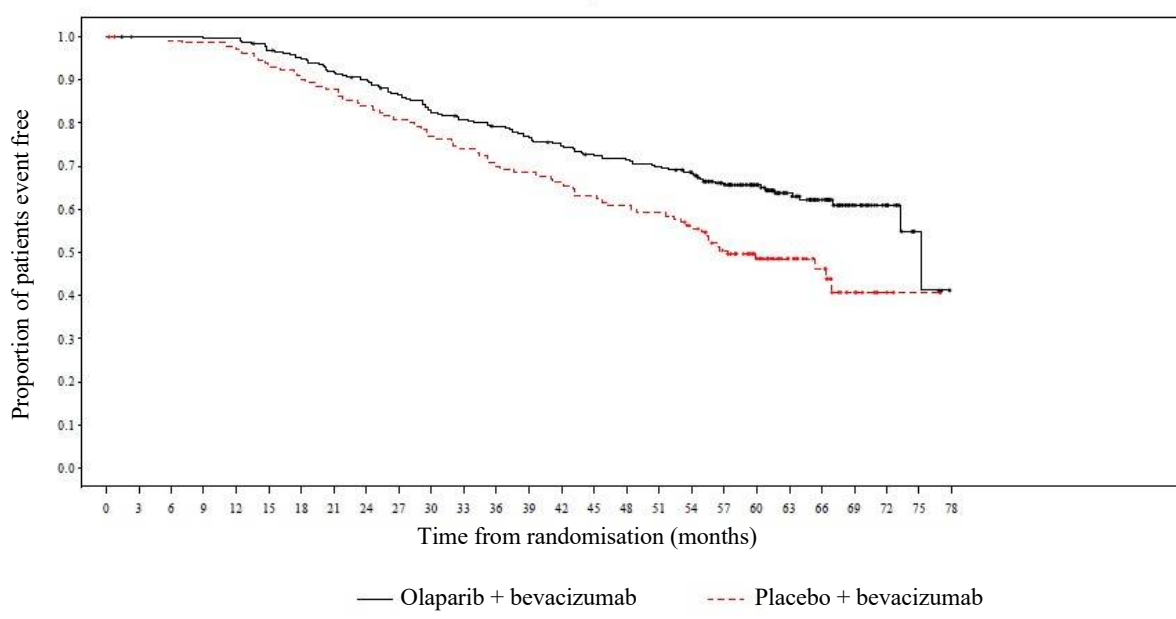 Proportion of patients event free
1.0
0.9
0.8
0.7
0.6
0.5
0.4
0.3
0.2
0.1
0.0
0 3 6 9 12 15 18 21 24 27 30 33 36 39 42 45 48 51 54 57 60 63 66 69 72 75 78
Time from randomisation (months)
Olaparib + bevacizumab Placebo + bevacizumab